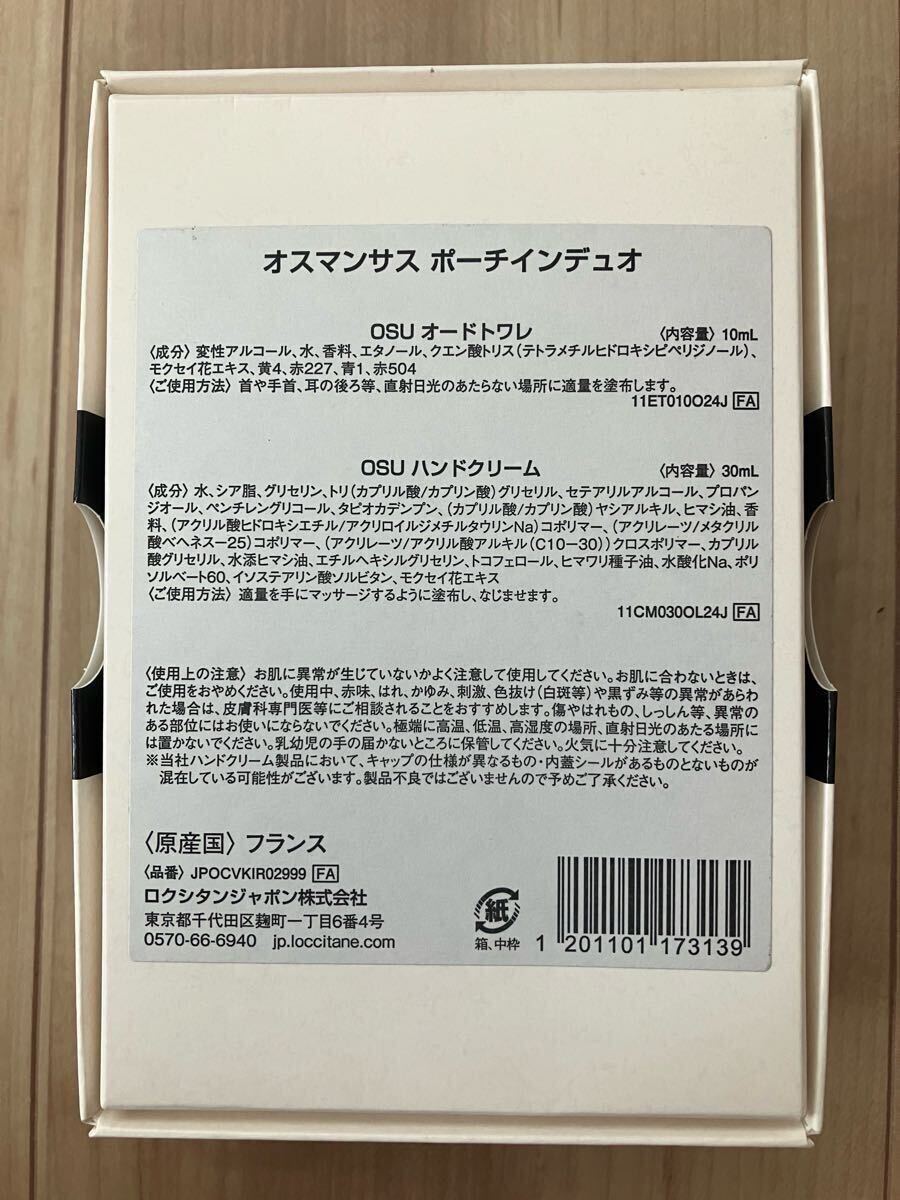 オスマンサス ポーチインデュオ
OSU オードトワレ 〈内容量〉 10mL
〈成分〉 変性アルコール、水、香料、エタノール、クエン酸トリス(テトラメチルヒドロキシピペリジノール)、
モクセイ花エキス、黄4、赤227、青1、赤504
〈ご使用方法〉 首や手首、耳の後ろ等、直射日光のあたらない場所に適量を塗布します。
11ET010O24J FA
OSU ハンドクリーム 〈内容量〉 30mL
〈成分〉 水、シア脂、グリセリン、トリ(カプリル酸/カプリン酸)グリセリル、セテアリルアルコール、プロパン
ジオール、ペンチレングリコール、タピオカデンプン、(カプリル酸/カプリン酸)ヤシアルキル、ヒマシ油、香
料、(アクリル酸ヒドロキシエチル/アクリロイルジメチルタウリンNa)コポリマー、(アクリレーツ/メタクリル
酸ベヘネスー25)コポリマー、(アクリレーツ/アクリル酸アルキル(C10ー30))クロスポリマー、カプリル
酸グリセリル、水添ヒマシ油、エチルヘキシルグリセリン、トコフェロール、ヒマワリ種子油、水酸化Na、ポリ
ソルベート60、イソステアリン酸ソルビタン、モクセイ花エキス
〈ご使用方法〉 適量を手にマッサージするように塗布し、なじませます。
11CM030OL24J FA
〈使用上の注意〉 お肌に異常が生じていないかよく注意して使用してください。お肌に合わないときは、
ご使用をおやめください。使用中、赤味、はれ、かゆみ、刺激、色抜け(白斑等)や黒ずみ等の異常があらわ
れた場合は、皮膚科専門医等にご相談されることをおすすめします。傷やはれもの、しっしん等、異常の
ある部位にはお使いにならないでください。極端に高温、低温、高湿度の場所、直射日光のあたる場所に
は置かないでください。乳幼児の手の届かないところに保管してください。火気に十分注意してください。
※当社ハンドクリーム製品において、キャップの仕様が異なるもの・内蓋シールがあるものとないものが
混在している可能性がございます。製品不良ではございませんので予めご了承ください。
〈原産国〉 フランス
〈品番〉 JPOCVKIR02999 FA
ロクシタンジャポン株式会社
東京都千代田区麹町一丁目6番4号
0570-66-6940 jp.loccitane.com
紙
箱、中枠
1 201101 173139